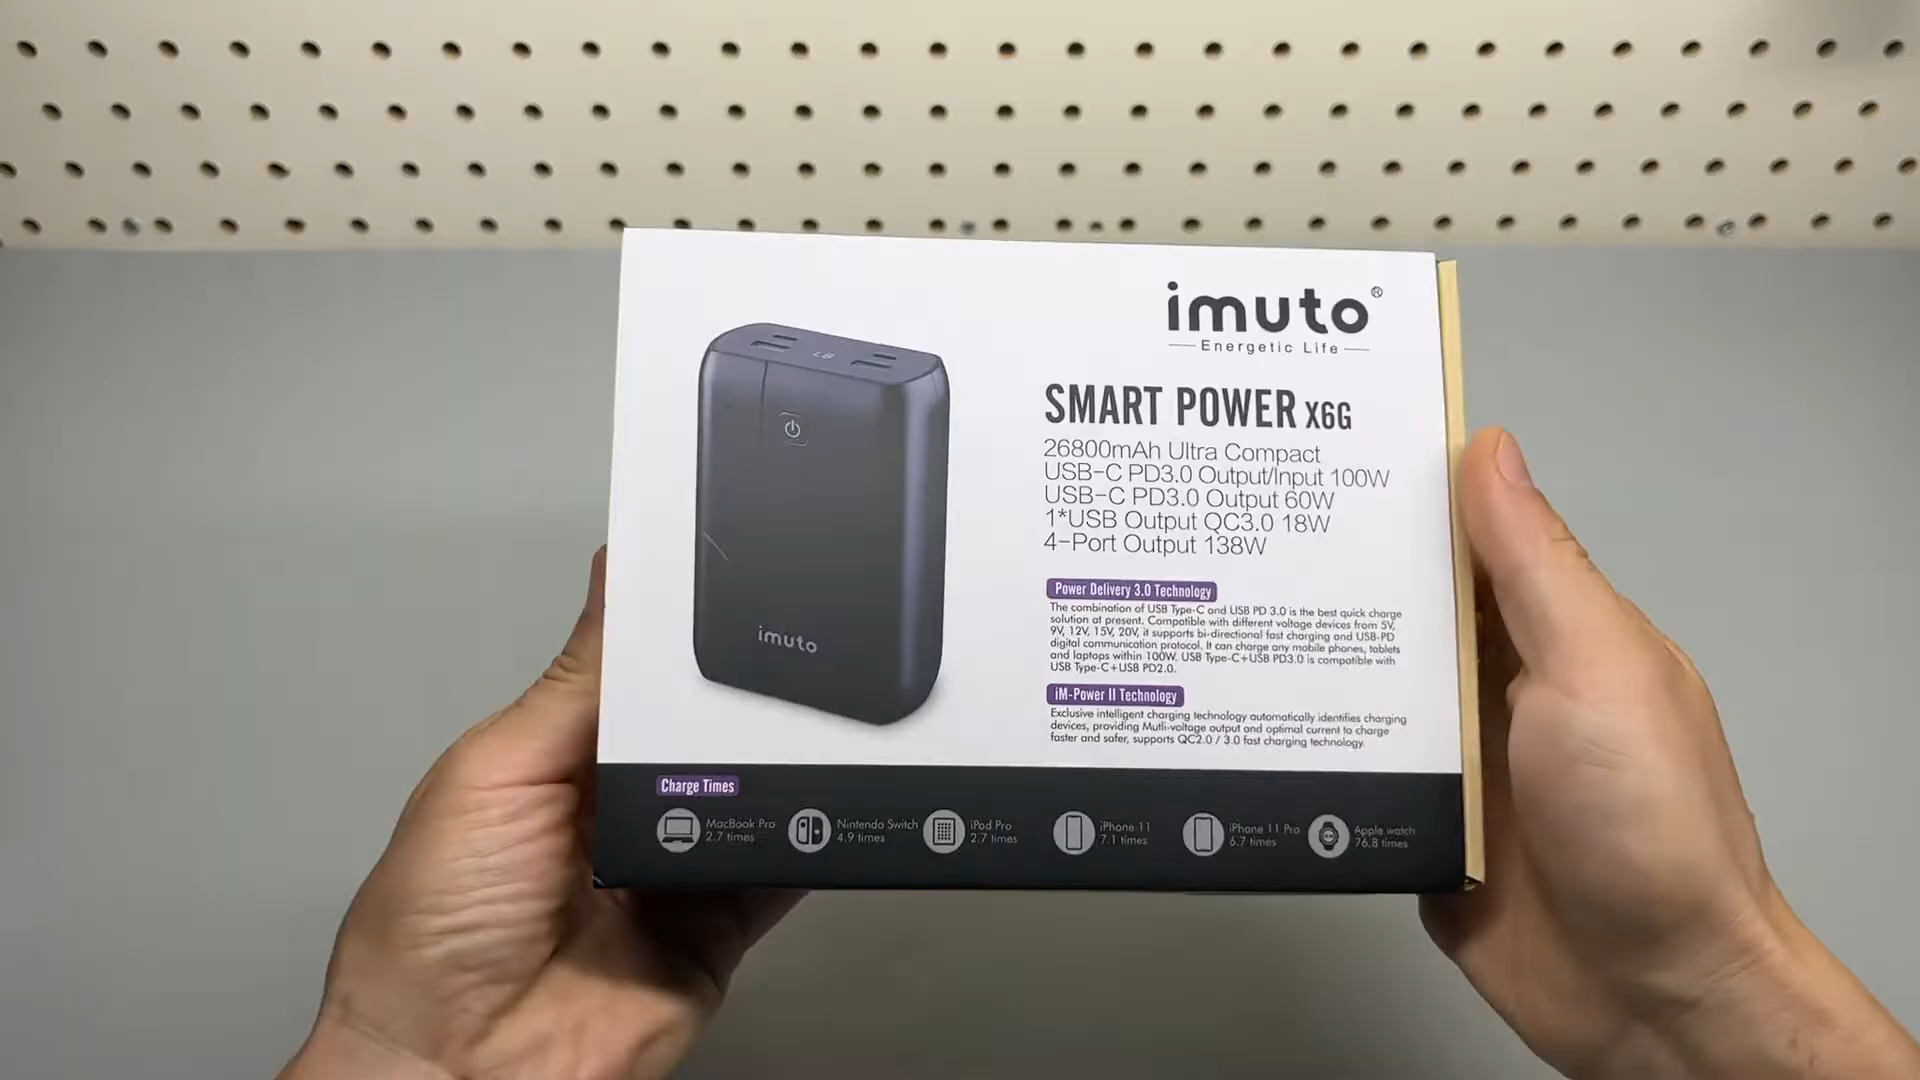 imuto®
Energetic Life
SMART POWER X6G
26800mAh Ultra Compact
USB-C PD3.0 Output/Input 100W
USB-C PD3.0 Output 60W
1*USB Output QC3.0 18W
4-Port Output 138W
Power Delivery 3.0 Technology
The combination of USB Type-C and USB PD 3.0 is the best quick charge
solution at present. Compatible with different voltage devices from 5V,
9V, 12V, 15V, 20V, it supports bi-directional fast charging and USB-PD
digital communication protocol. It can charge any mobile phones, tablets
and laptops within 100W. USB Type-C+USB PD3.0 is compatible with
USB Type-C+USB PD2.0.
iM-Power II Technology
Exclusive intelligent charging technology automatically identifies charging
devices, providing Mutli-voltage output and optimal current to charge
faster and safer, supports QC2.0 / 3.0 fast charging technology.
imuto
Charge Times
MacBook Pro
2.7 times
Nintendo Switch
4.9 times
iPad Pro
2.7 times
iPhone 11
7.1 times
iPhone 11 Pro
6.7 times
Apple watch
76.8 times